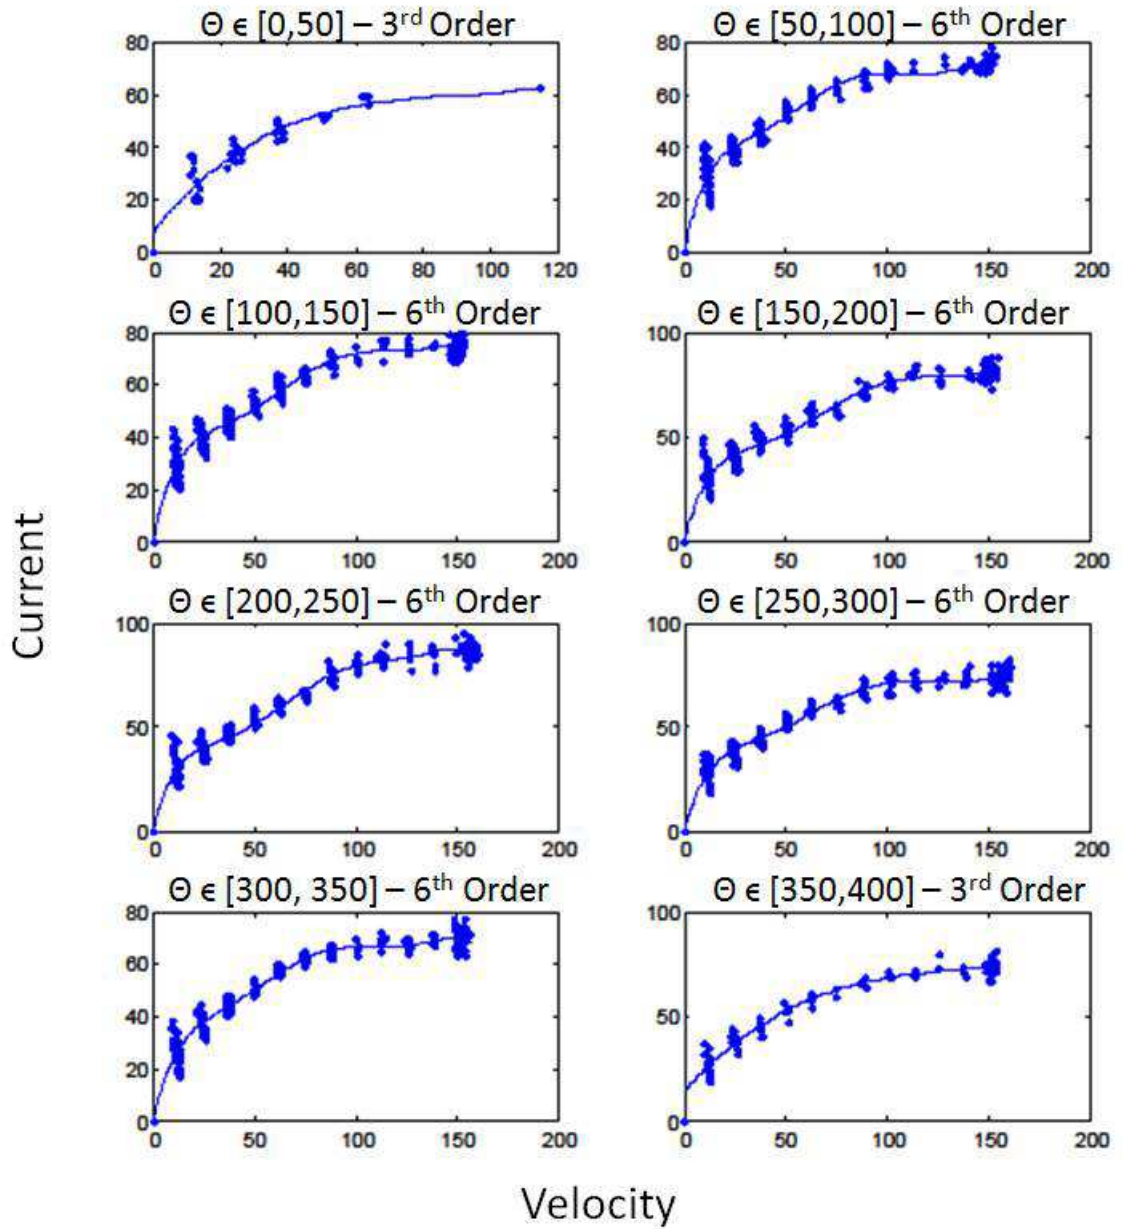 Θ ϵ [0,50] – 3rd Order
80
60
40
20
0
0 20 40 60 80 100 120
Θ ϵ [50,100] – 6th Order
80
60
40
20
0
0 50 100 150 200
Θ ϵ [100,150] – 6th Order
80
60
40
20
0
0 50 100 150 200
Θ ϵ [150,200] – 6th Order
100
50
0
0 50 100 150 200
Θ ϵ [200,250] – 6th Order
100
50
0
0 50 100 150 200
Θ ϵ [250,300] – 6th Order
100
50
0
0 50 100 150 200
Θ ϵ [300, 350] – 6th Order
80
60
40
20
0
0 50 100 150 200
Θ ϵ [350,400] – 3rd Order
100
50
0
0 50 100 150 200
Current
Velocity